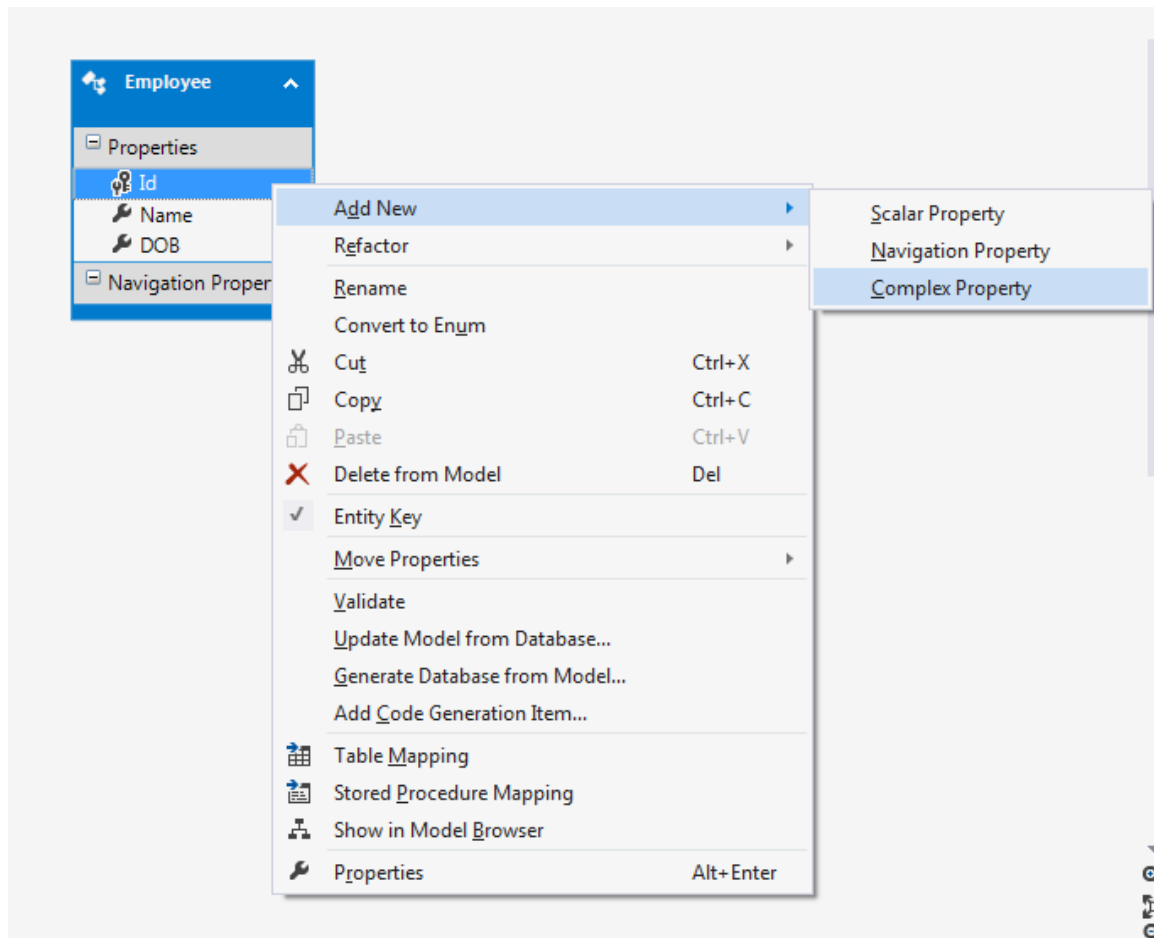 Employee
Properties
Id
Name
DOB
Navigation Proper
Add New
Refactor
Rename
Convert to Enum
Cut Ctrl+X
Copy Ctrl+C
Paste Ctrl+V
Delete from Model Del
Entity Key
Move Properties
Validate
Update Model from Database...
Generate Database from Model...
Add Code Generation Item...
Table Mapping
Stored Procedure Mapping
Show in Model Browser
Properties Alt+Enter
Scalar Property
Navigation Property
Complex Property